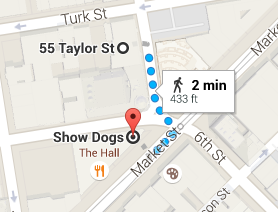 Turk St
55 Taylor St
Market
2 min
433 ft
Show Dogs
The Hall
Market St
6th St
on St